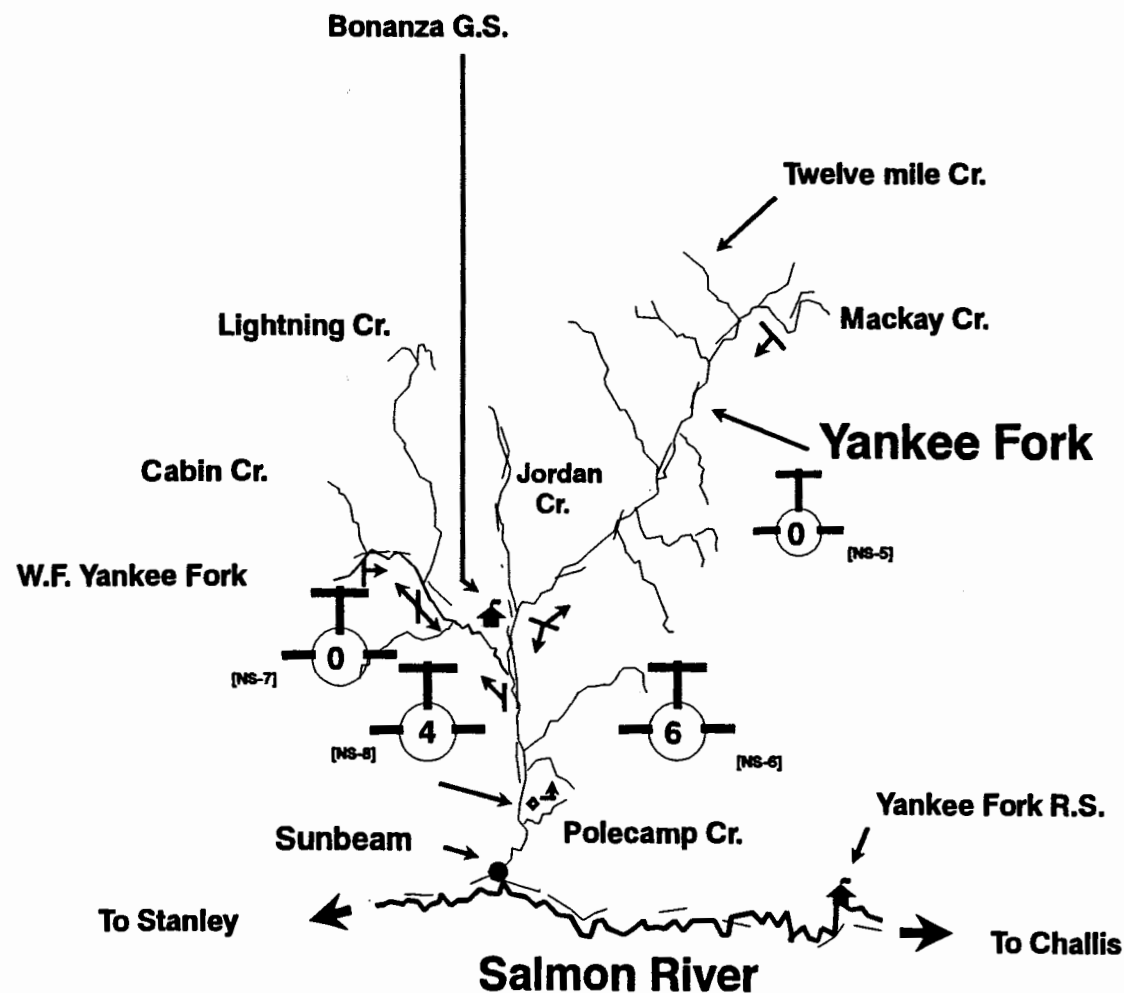 Bonanza G.S.
Twelve mile Cr.
Lightning Cr.
Mackay Cr.
Yankee Fork
Cabin Cr.
Jordan
Cr.
0
[NS-5]
W.F. Yankee Fork
0
[NS-7]
4
[NS-8]
6
[NS-6]
Yankee Fork R.S.
Sunbeam
Polecamp Cr.
To Stanley
To Challis
Salmon River